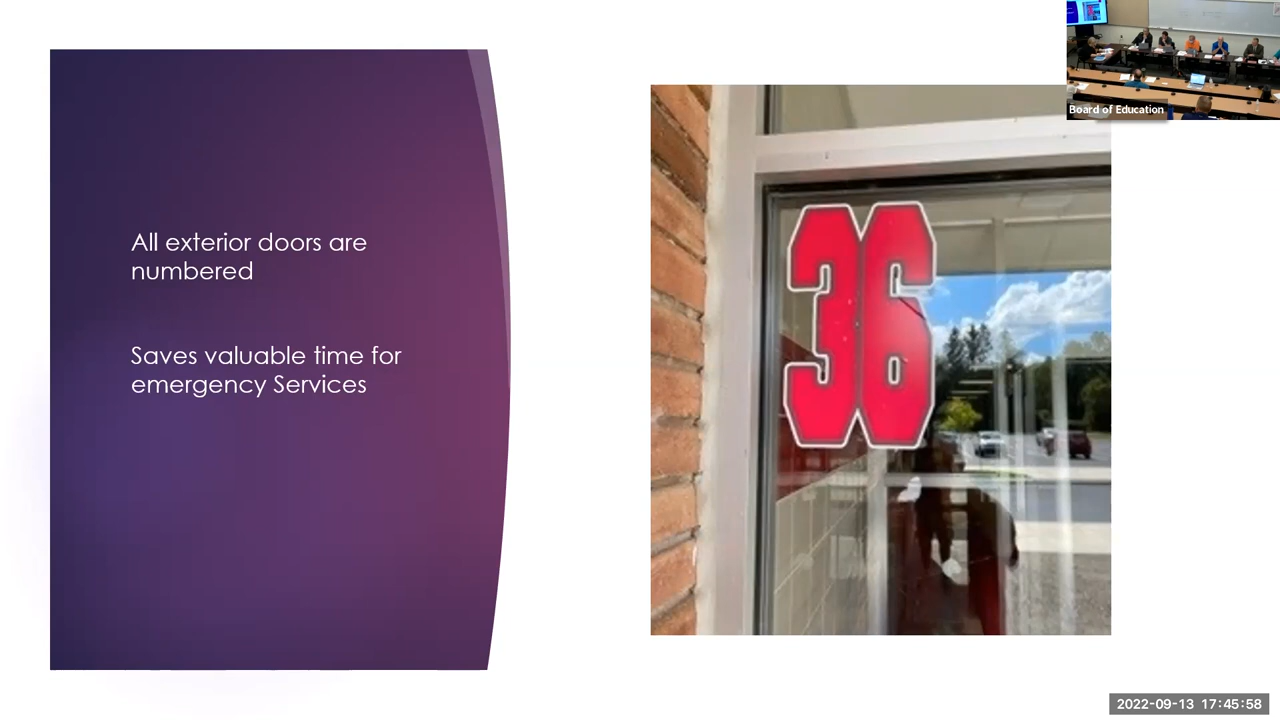 All exterior doors are
numbered
Saves valuable time for
emergency Services
36
Board of Education
2022-09-13 17:45:58